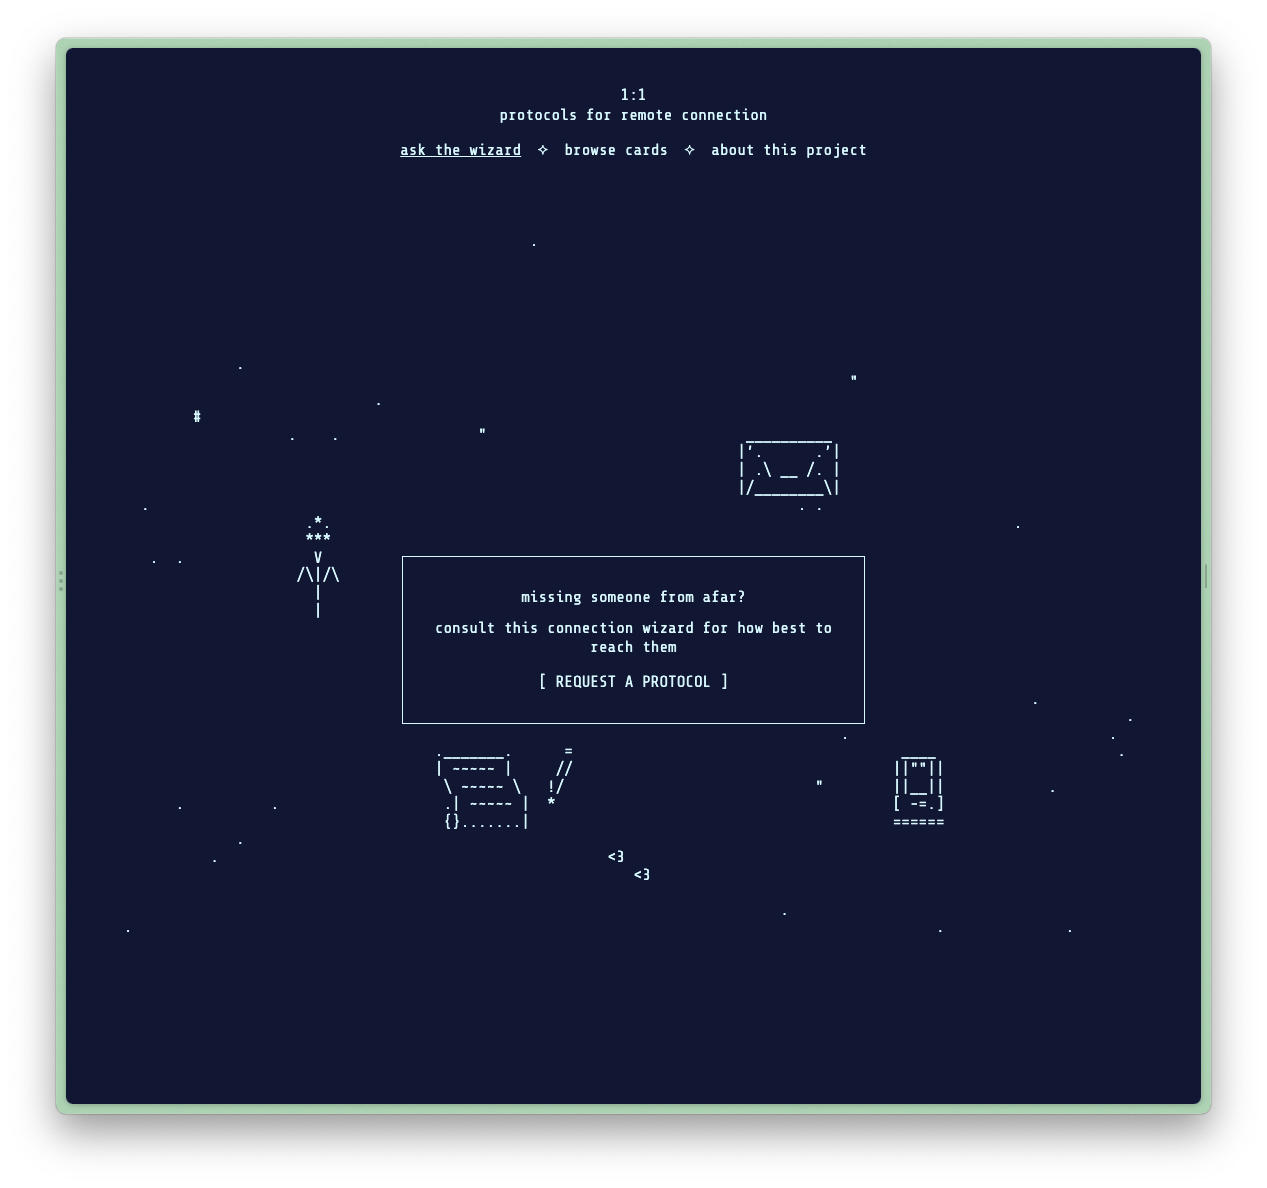 1:1
protocols for remote connection
ask the wizard ✧ browse cards ✧ about this project
missing someone from afar?
consult this connection wizard for how best to
reach them
[ REQUEST A PROTOCOL ]
<3
<3